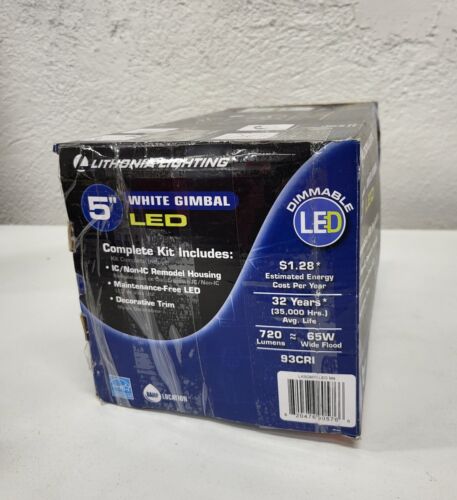 LITHONIA LIGHTING
5" WHITE GIMBAL
LED
DIMMABLE
LED
Complete Kit Includes:
• IC/Non-IC Remodel Housing
• Maintenance-Free LED
• Decorative Trim
$1.28*
Estimated Energy
Cost Per Year
32 Years*
(35,000 Hrs.)
Avg. Life
720 ≈ 65W
Lumens Wide Flood
93CRI
DAMP LOCATION